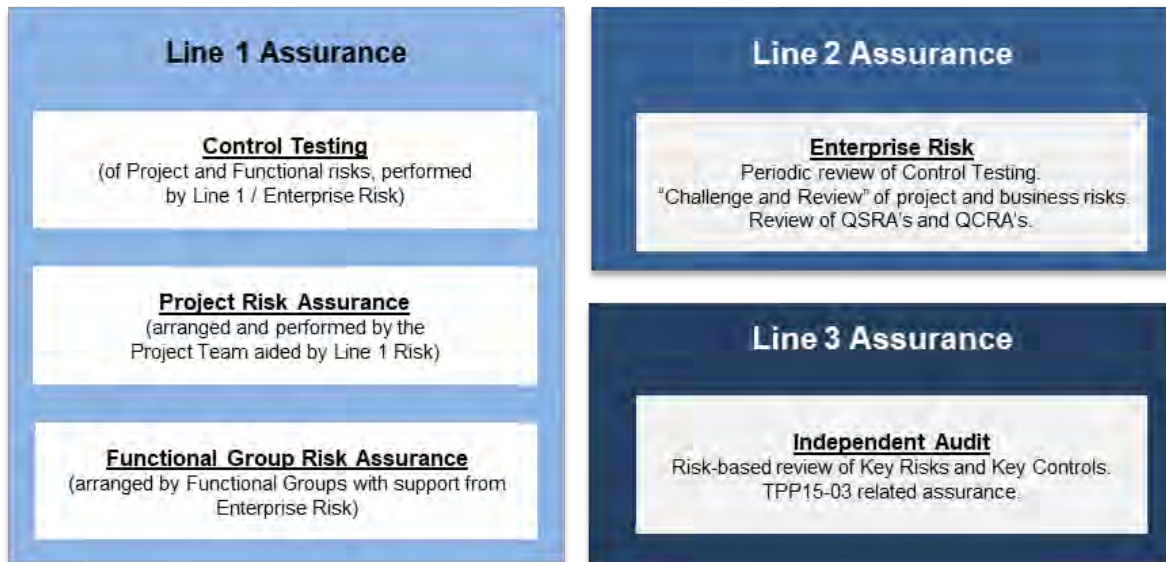 Line 1 Assurance
Control Testing
(of Project and Functional risks, performed
by Line 1 / Enterprise Risk)
Project Risk Assurance
(arranged and performed by the
Project Team aided by Line 1 Risk)
Functional Group Risk Assurance
(arranged by Functional Groups with support from
Enterprise Risk)
Line 2 Assurance
Enterprise Risk
Periodic review of Control Testing.
“Challenge and Review” of project and business risks.
Review of QSRA's and QCRA's.
Line 3 Assurance
Independent Audit
Risk-based review of Key Risks and Key Controls.
TPP15-03 related assurance.